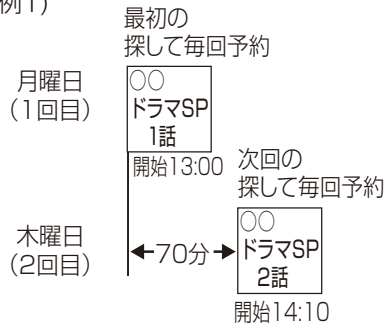 例1)
最初の
探して毎回予約
月曜日
(1回目)
○○
ドラマSP
1話
開始13:00
次回の
探して毎回予約
木曜日
(2回目)
70分
○○
ドラマSP
2話
開始14:10